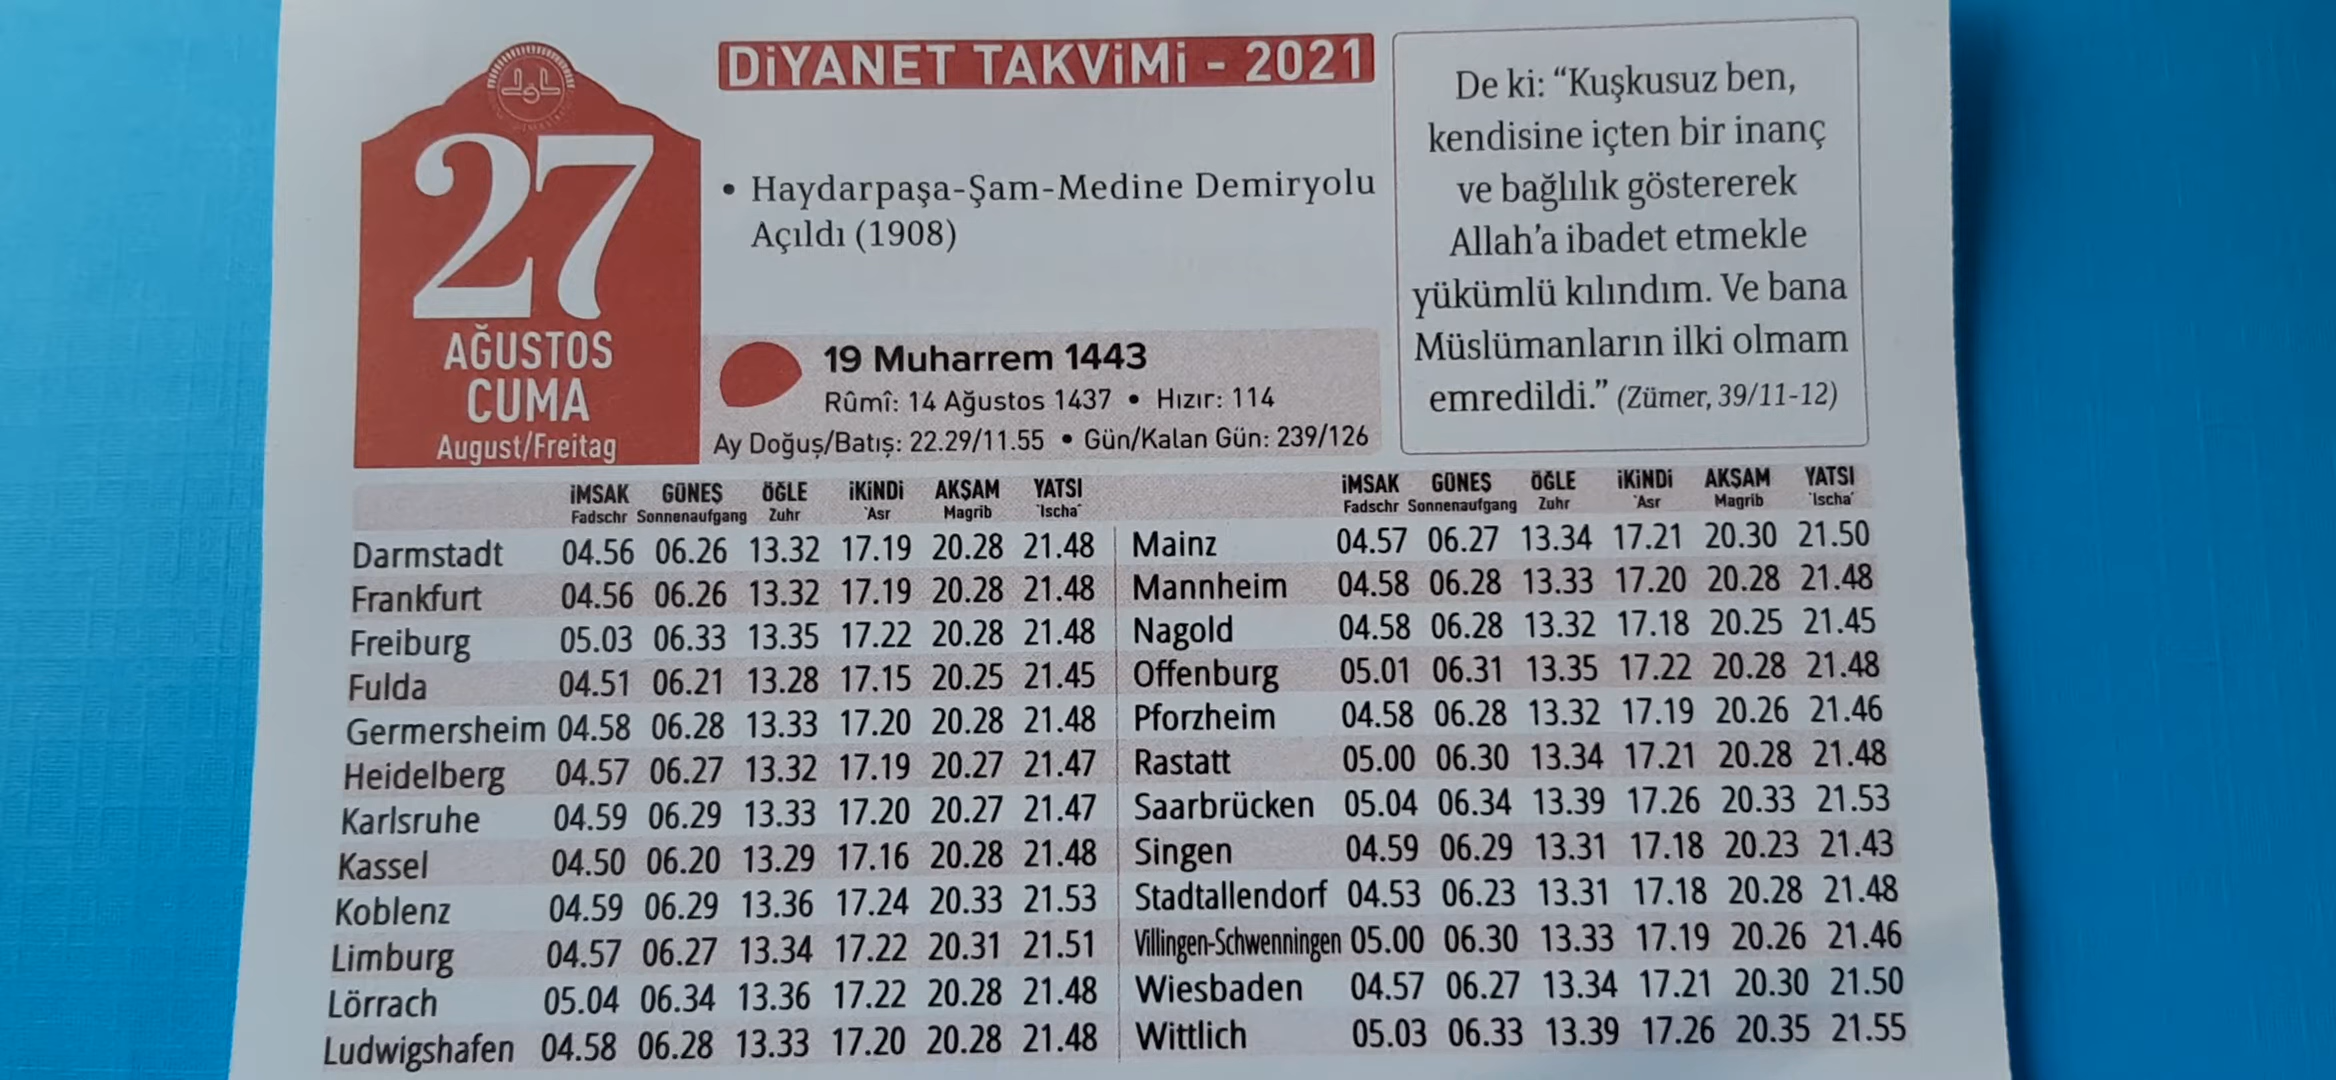 27
AĞUSTOS
CUMA
August/Freitag
DİYANET TAKVİMİ - 2021
• Haydarpaşa-Şam-Medine Demiryolu
Açıldı (1908)
19 Muharrem 1443
Rûmî: 14 Ağustos 1437 • Hızır: 114
Ay Doğuş/Batış: 22.29/11.55 • Gün/Kalan Gün: 239/126
De ki: “Kuşkusuz ben,
kendisine içten bir inanç
ve bağlılık göstererek
Allah’a ibadet etmekle
yükümlü kılındım. Ve bana
Müslümanların ilki olmam
emredildi.” (Zümer, 39/11-12)
İMSAK GÜNEŞ ÖĞLE İKİNDİ AKŞAM YATSI
Fadschr Sonnenaufgang Zuhr 'Asr Magrib 'Ischa'
Darmstadt 04.56 06.26 13.32 17.19 20.28 21.48
Frankfurt 04.56 06.26 13.32 17.19 20.28 21.48
Freiburg 05.03 06.33 13.35 17.22 20.28 21.48
Fulda 04.51 06.21 13.28 17.15 20.25 21.45
Germersheim 04.58 06.28 13.33 17.20 20.28 21.48
Heidelberg 04.57 06.27 13.32 17.19 20.27 21.47
Karlsruhe 04.59 06.29 13.33 17.20 20.27 21.47
Kassel 04.50 06.20 13.29 17.16 20.28 21.48
Koblenz 04.59 06.29 13.36 17.24 20.33 21.53
Limburg 04.57 06.27 13.34 17.22 20.31 21.51
Lörrach 05.04 06.34 13.36 17.22 20.28 21.48
Ludwigshafen 04.58 06.28 13.33 17.20 20.28 21.48
İMSAK GÜNEŞ ÖĞLE İKİNDİ AKŞAM YATSI
Fadschr Sonnenaufgang Zuhr 'Asr Magrib 'Ischa'
Mainz 04.57 06.27 13.34 17.21 20.30 21.50
Mannheim 04.58 06.28 13.33 17.20 20.28 21.48
Nagold 04.58 06.28 13.32 17.18 20.25 21.45
Offenburg 05.01 06.31 13.35 17.22 20.28 21.48
Pforzheim 04.58 06.28 13.32 17.19 20.26 21.46
Rastatt 05.00 06.30 13.34 17.21 20.28 21.48
Saarbrücken 05.04 06.34 13.39 17.26 20.33 21.53
Singen 04.59 06.29 13.31 17.18 20.23 21.43
Stadtallendorf 04.53 06.23 13.31 17.18 20.28 21.48
Villingen-Schwenningen 05.00 06.30 13.33 17.19 20.26 21.46
Wiesbaden 04.57 06.27 13.34 17.21 20.30 21.50
Wittlich 05.03 06.33 13.39 17.26 20.35 21.55